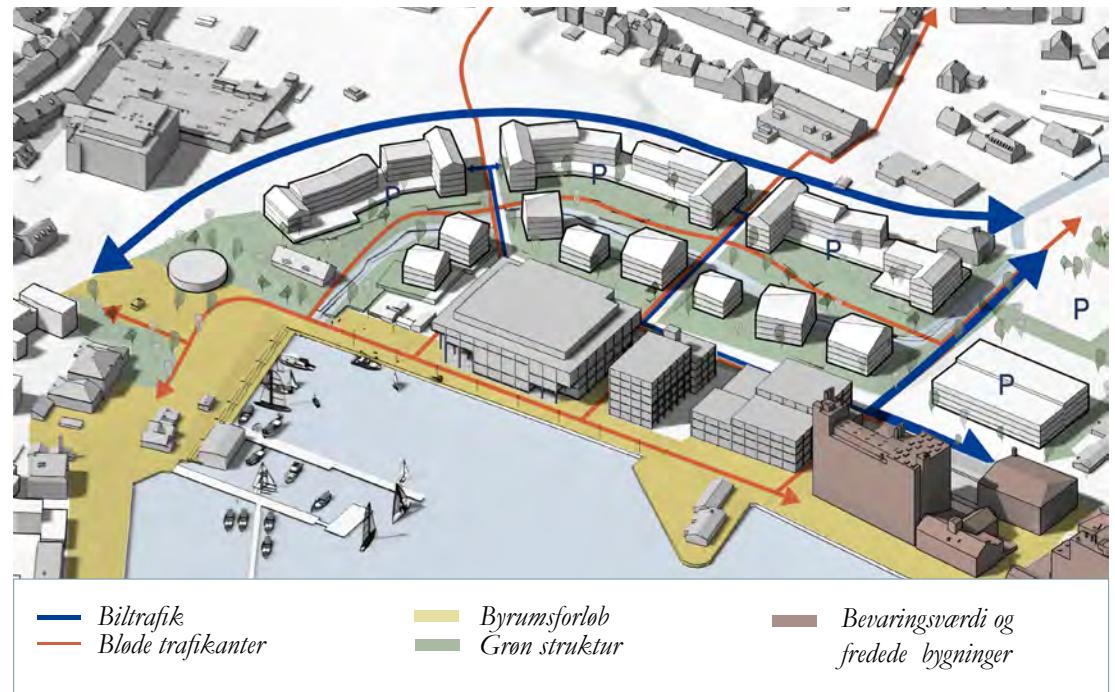 P
P
P
P
P
Biltrafik
Bløde trafikanter
Byrumsforløb
Grøn struktur
Bevaringsværdi og
fredede bygninger